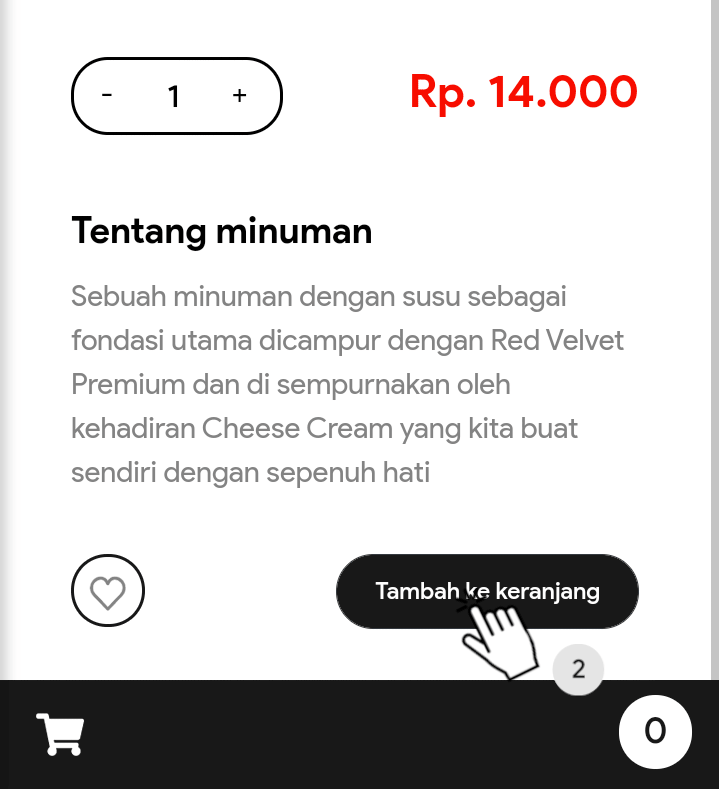 - 1 +
Rp. 14.000
Tentang minuman
Sebuah minuman dengan susu sebagai
fondasi utama dicampur dengan Red Velvet
Premium dan di sempurnakan oleh
kehadiran Cheese Cream yang kita buat
sendiri dengan sepenuh hati
Tambah ke keranjang
2
0